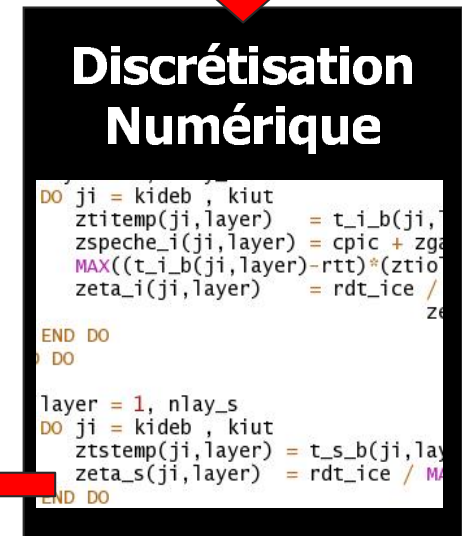 Discrétisation
Numérique
DO ji = kideb , kiut
ztitemp(ji,layer) = t_i_b(ji,
zspeche_i(ji,layer) = cpic + zga
MAX((t_i_b(ji,layer)-rtt)*(ztio
zeta_i(ji,layer) = rdt_ice /
ze
END DO
DO
layer = 1, nlay_s
DO ji = kideb , kiut
ztstemp(ji,layer) = t_s_b(ji,lay
zeta_s(ji,layer) = rdt_ice / MA
END DO